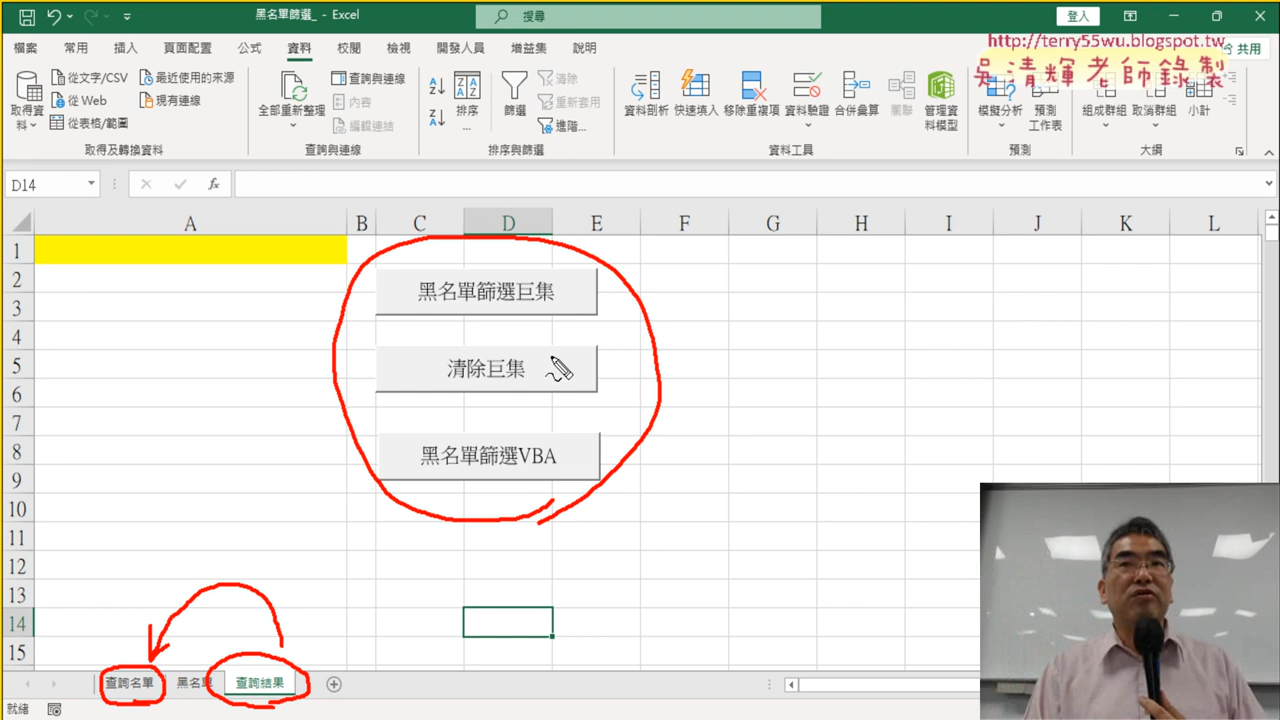 黑名單篩選_ - Excel
搜尋
登入
檔案 常用 插入 頁面配置 公式 資料 校閱 檢視 開發人員 增益集 說明
http://terry55wu.blogspot.tw
吳清輝老師錄製
共用
取得資料
從文字/CSV
從 Web
從表格/範圍
最近使用的來源
現有連線
取得及轉換資料
全部重新整理
查詢與連線
內容
編輯連結
查詢與連線
排序...
篩選
清除
重新套用
進階...
排序與篩選
資料剖析
快速填入
移除重複項
資料驗證
合併彙算
關聯
管理資料模型
資料工具
模擬分析
預測工作表
預測
組成群組
取消群組
小計
大綱
D14
fx
A B C D E F G H I J K L
1
2
3
4
5
6
7
8
9
10
11
12
13
14
15
黑名單篩選巨集
清除巨集
黑名單篩選VBA
查詢名單 黑名單 查詢結果
就緒